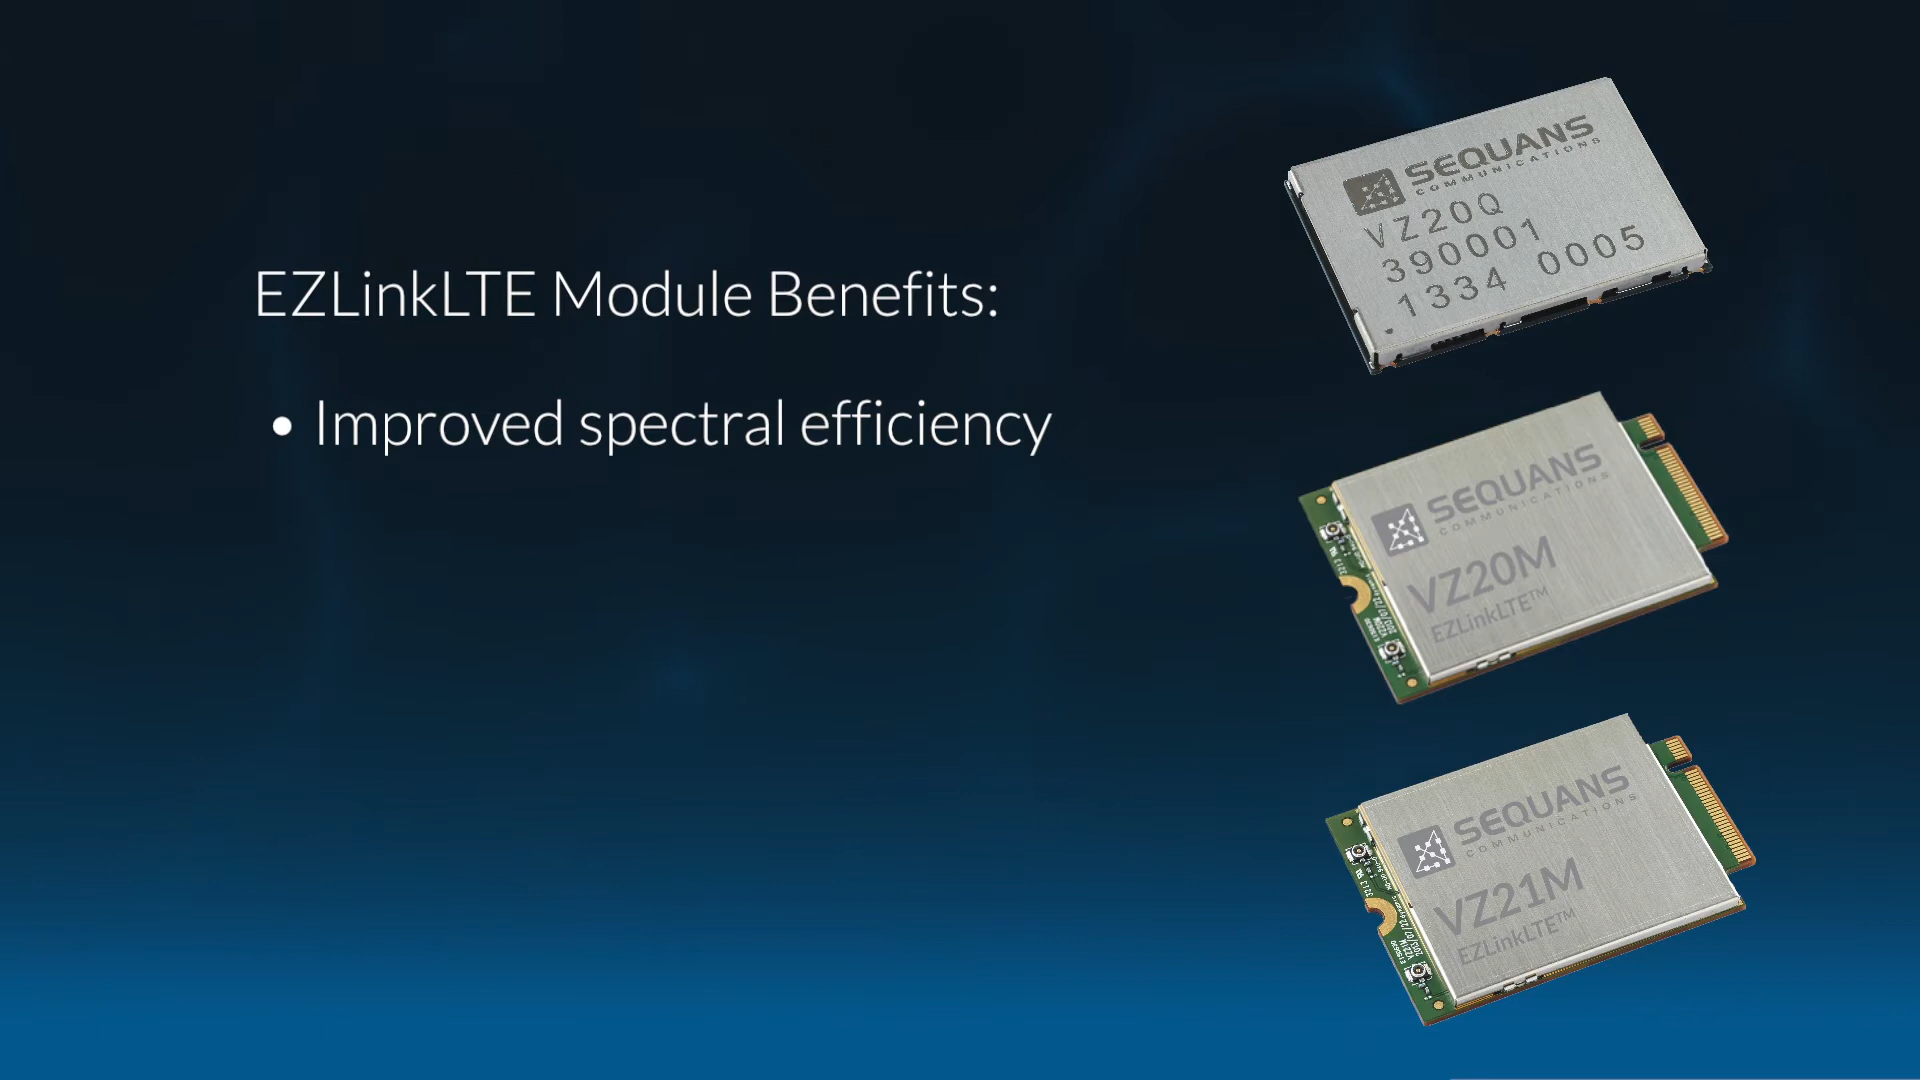 EZLinkLTE Module Benefits:
• Improved spectral efficiency
SEQUANS
COMMUNICATIONS
VZ20Q
390001
1334 0005
SEQUANS
COMMUNICATIONS
VZ20M
EZLinkLTE™
SEQUANS
COMMUNICATIONS
VZ21M
EZLinkLTE™